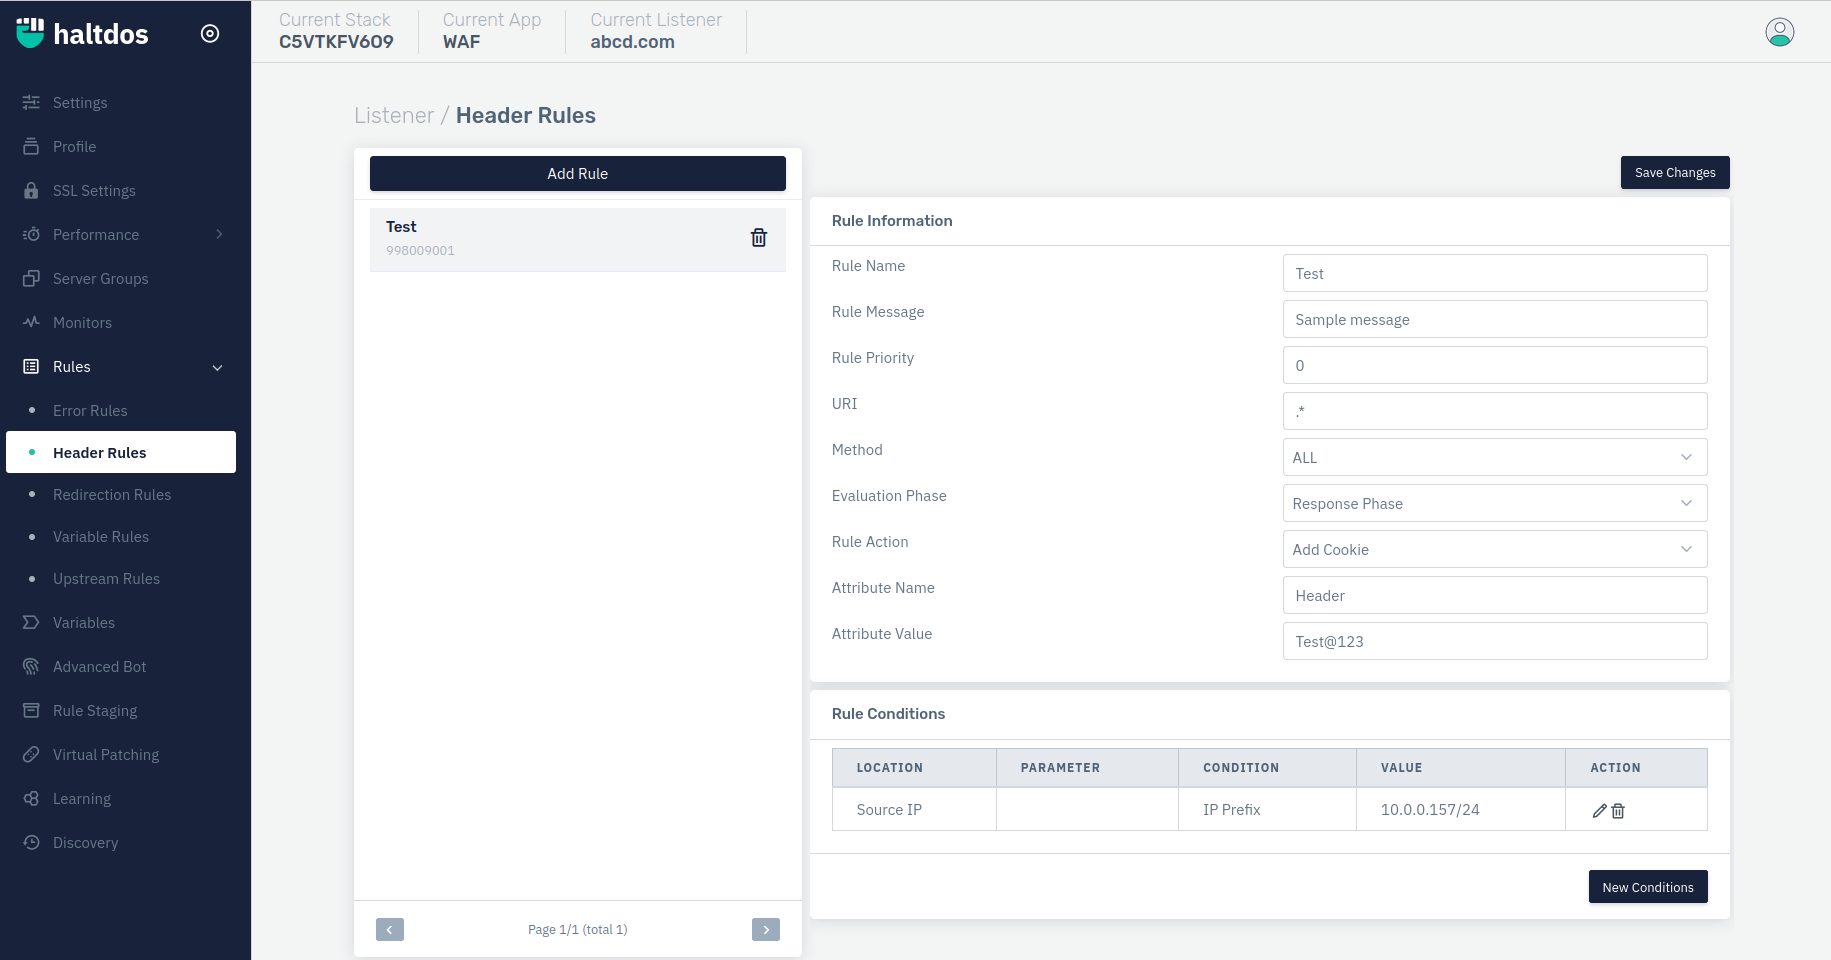 haltdos
Current Stack
C5VTKFV6O9
Current App
WAF
Current Listener
abcd.com
Settings
Profile
SSL Settings
Performance
Server Groups
Monitors
Rules
Error Rules
Header Rules
Redirection Rules
Variable Rules
Upstream Rules
Variables
Advanced Bot
Rule Staging
Virtual Patching
Learning
Discovery
Listener / Header Rules
Add Rule
Test
998009001
Page 1/1 (total 1)
Save Changes
Rule Information
Rule Name Test
Rule Message Sample message
Rule Priority 0
URI .*
Method ALL
Evaluation Phase Response Phase
Rule Action Add Cookie
Attribute Name Header
Attribute Value Test@123
Rule Conditions
LOCATION PARAMETER CONDITION VALUE ACTION
Source IP IP Prefix 10.0.0.157/24
New Conditions